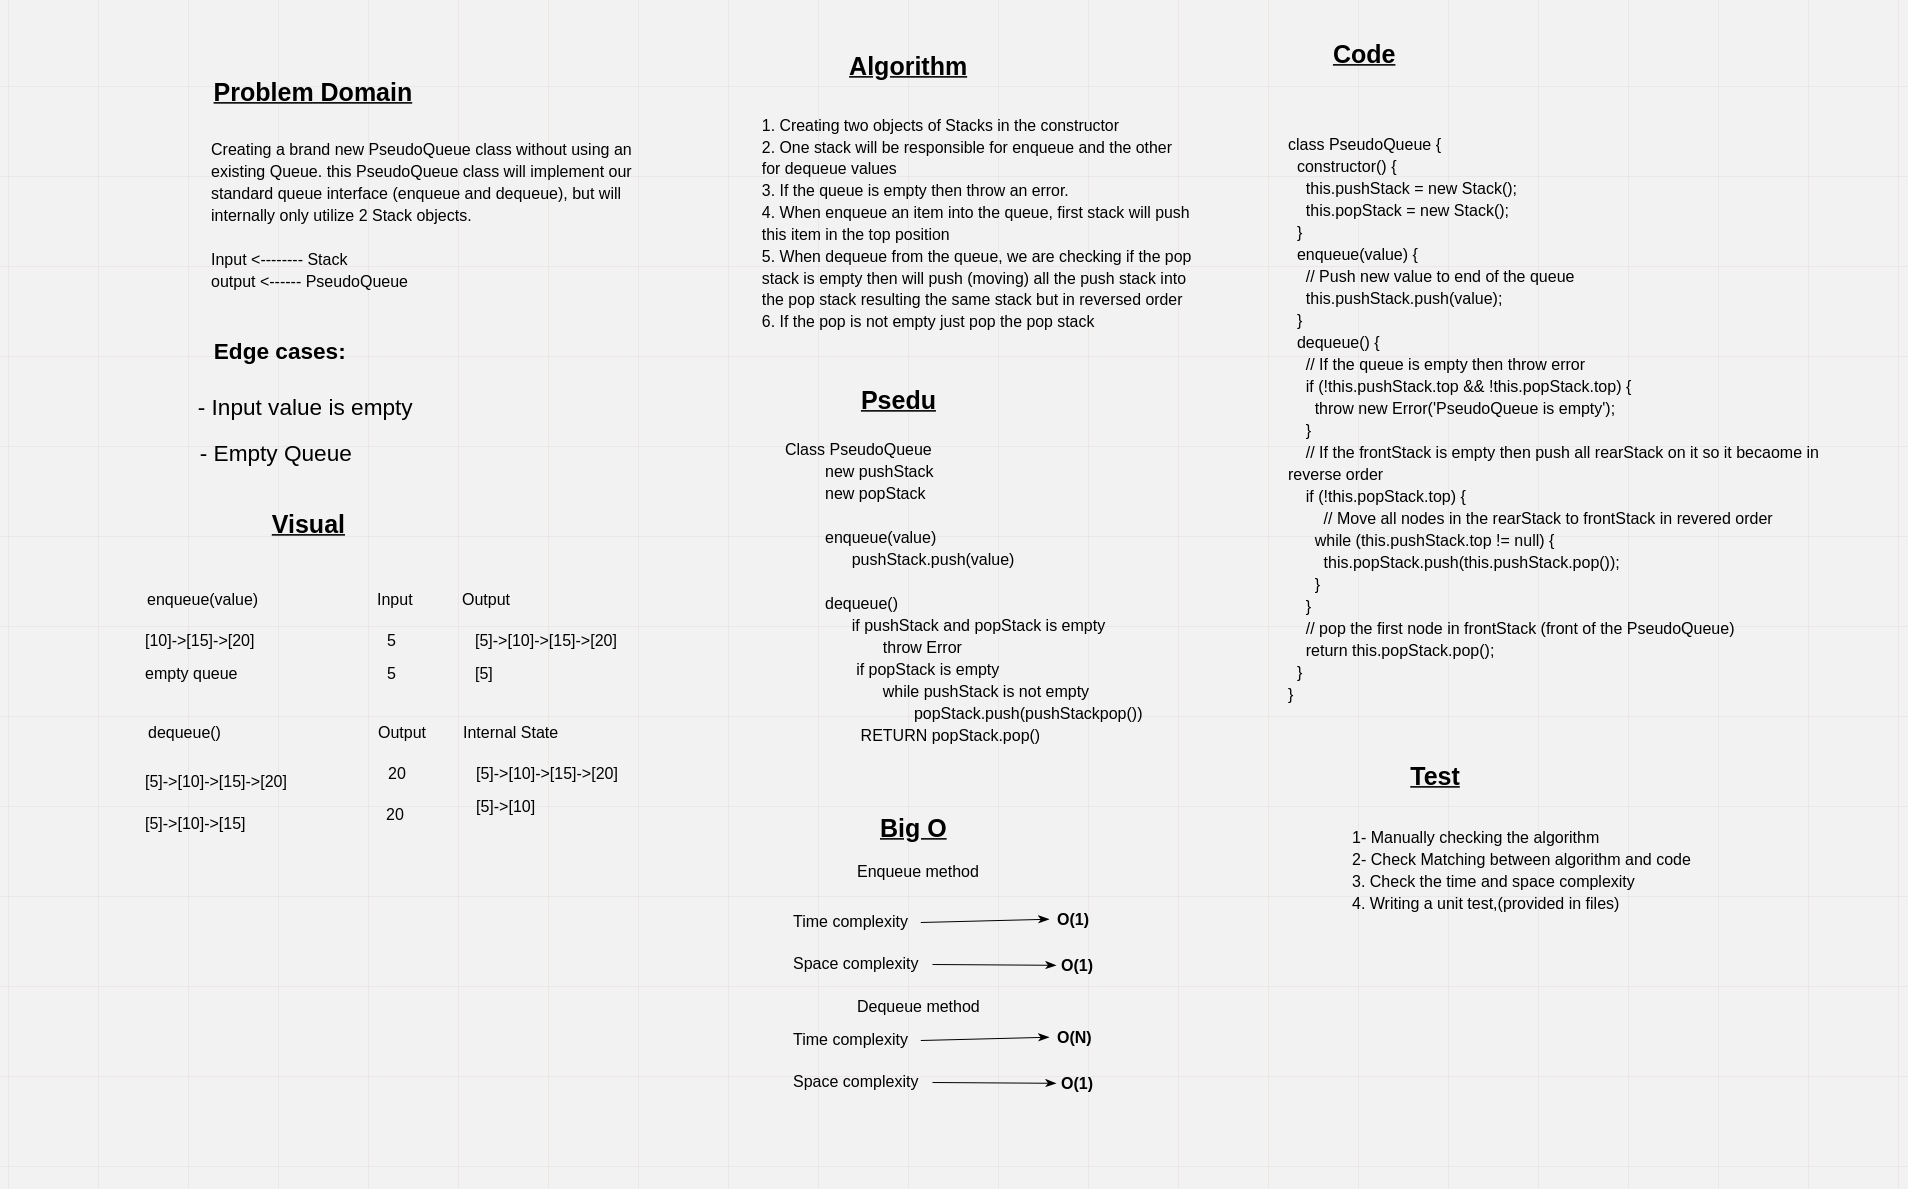 Problem Domain
Creating a brand new PseudoQueue class without using an
existing Queue. this PseudoQueue class will implement our
standard queue interface (enqueue and dequeue), but will
internally only utilize 2 Stack objects.
Input <-------- Stack
output <------ PseudoQueue
Edge cases:
- Input value is empty
- Empty Queue
Visual
enqueue(value) Input Output
[10]->[15]->[20] 5 [5]->[10]->[15]->[20]
empty queue 5 [5]
dequeue() Output Internal State
[5]->[10]->[15]->[20] 20 [5]->[10]->[15]->[20]
[5]->[10]->[15] 20 [5]->[10]
Algorithm
1. Creating two objects of Stacks in the constructor
2. One stack will be responsible for enqueue and the other
for dequeue values
3. If the queue is empty then throw an error.
4. When enqueue an item into the queue, first stack will push
this item in the top position
5. When dequeue from the queue, we are checking if the pop
stack is empty then will push (moving) all the push stack into
the pop stack resulting the same stack but in reversed order
6. If the pop is not empty just pop the pop stack
Psedu
Class PseudoQueue
new pushStack
new popStack
enqueue(value)
pushStack.push(value)
dequeue()
if pushStack and popStack is empty
throw Error
if popStack is empty
while pushStack is not empty
popStack.push(pushStackpop())
RETURN popStack.pop()
Big O
Enqueue method
Time complexity O(1)
Space complexity O(1)
Dequeue method
Time complexity O(N)
Space complexity O(1)
Code
class PseudoQueue {
constructor() {
this.pushStack = new Stack();
this.popStack = new Stack();
}
enqueue(value) {
// Push new value to end of the queue
this.pushStack.push(value);
}
dequeue() {
// If the queue is empty then throw error
if (!this.pushStack.top && !this.popStack.top) {
throw new Error('PseudoQueue is empty');
}
// If the frontStack is empty then push all rearStack on it so it becaome in
reverse order
if (!this.popStack.top) {
// Move all nodes in the rearStack to frontStack in revered order
while (this.pushStack.top != null) {
this.popStack.push(this.pushStack.pop());
}
}
// pop the first node in frontStack (front of the PseudoQueue)
return this.popStack.pop();
}
}
Test
1- Manually checking the algorithm
2- Check Matching between algorithm and code
3. Check the time and space complexity
4. Writing a unit test,(provided in files)